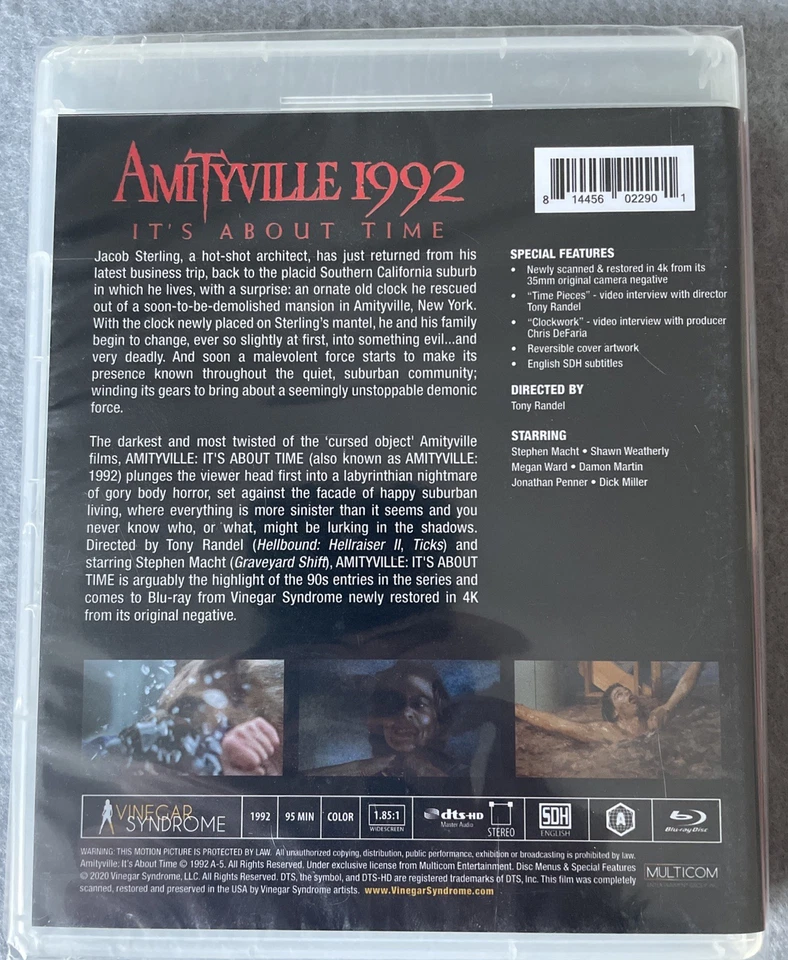 AMITYVILLE 1992
IT'S ABOUT TIME
8 14456 02290 1
Jacob Sterling, a hot-shot architect, has just returned from his
latest business trip, back to the placid Southern California suburb
in which he lives, with a surprise: an ornate old clock he rescued
out of a soon-to-be-demolished mansion in Amityville, New York.
With the clock newly placed on Sterling's mantel, he and his family
begin to change, ever so slightly at first, into something evil...and
very deadly. And soon a malevolent force starts to make its
presence known throughout the quiet, suburban community;
winding its gears to bring about a seemingly unstoppable demonic
force.
The darkest and most twisted of the 'cursed object' Amityville
films, AMITYVILLE: IT'S ABOUT TIME (also known as AMITYVILLE:
1992) plunges the viewer head first into a labyrinthian nightmare
of gory body horror, set against the facade of happy suburban
living, where everything is more sinister than it seems and you
never know who, or what, might be lurking in the shadows.
Directed by Tony Randel (Hellbound: Hellraiser II, Ticks) and
starring Stephen Macht (Graveyard Shift), AMITYVILLE: IT'S ABOUT
TIME is arguably the highlight of the 90s entries in the series and
comes to Blu-ray from Vinegar Syndrome newly restored in 4K
from its original negative.
SPECIAL FEATURES
• Newly scanned & restored in 4k from its
35mm original camera negative
• "Time Pieces" - video interview with director
Tony Randel
• "Clockwork" - video interview with producer
Chris DeFaria
• Reversible cover artwork
• English SDH subtitles
DIRECTED BY
Tony Randel
STARRING
Stephen Macht • Shawn Weatherly
Megan Ward • Damon Martin
Jonathan Penner • Dick Miller
VINEGAR
SYNDROME
1992
95 MIN
COLOR
1.85:1
WIDESCREEN
dts-HD
Master Audio
STEREO
SDH
ENGLISH
A
Blu-ray Disc
WARNING: THIS MOTION PICTURE IS PROTECTED BY LAW. All unauthorized copying, distribution, public performance, exhibition or broadcasting is prohibited by law.
Amityville: It's About Time © 1992 A-5. All Rights Reserved. Under exclusive license from Multicom Entertainment. Disc Menus & Special Features
© 2020 Vinegar Syndrome, LLC. All Rights Reserved. DTS, the symbol, and DTS-HD are registered trademarks of DTS, Inc. This film was completely
scanned, restored and preserved in the USA by Vinegar Syndrome artists. www.VinegarSyndrome.com
MULTICOM